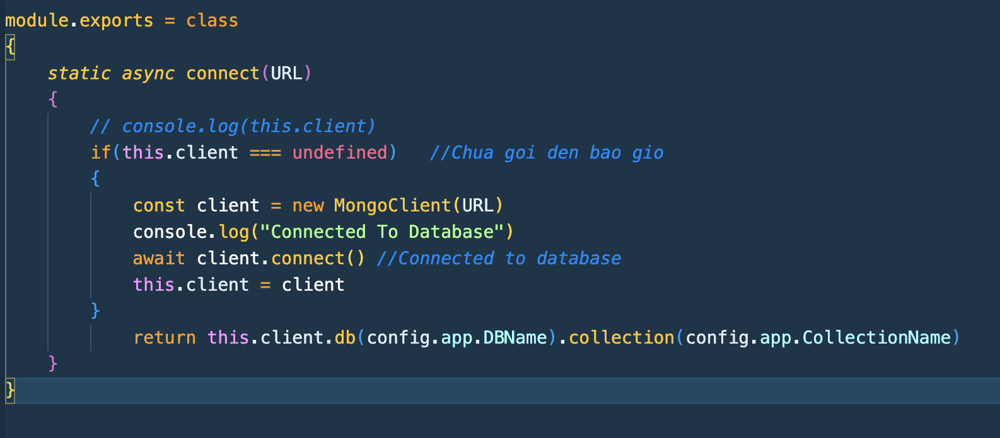 module.exports = class
{
    static async connect(URL)
    {
        // console.log(this.client)
        if(this.client === undefined)   //Chua goi den bao gio
        {
            const client = new MongoClient(URL)
            console.log("Connected To Database")
            await client.connect() //Connected to database
            this.client = client
        }
            return this.client.db(config.app.DBName).collection(config.app.CollectionName)
    }
}